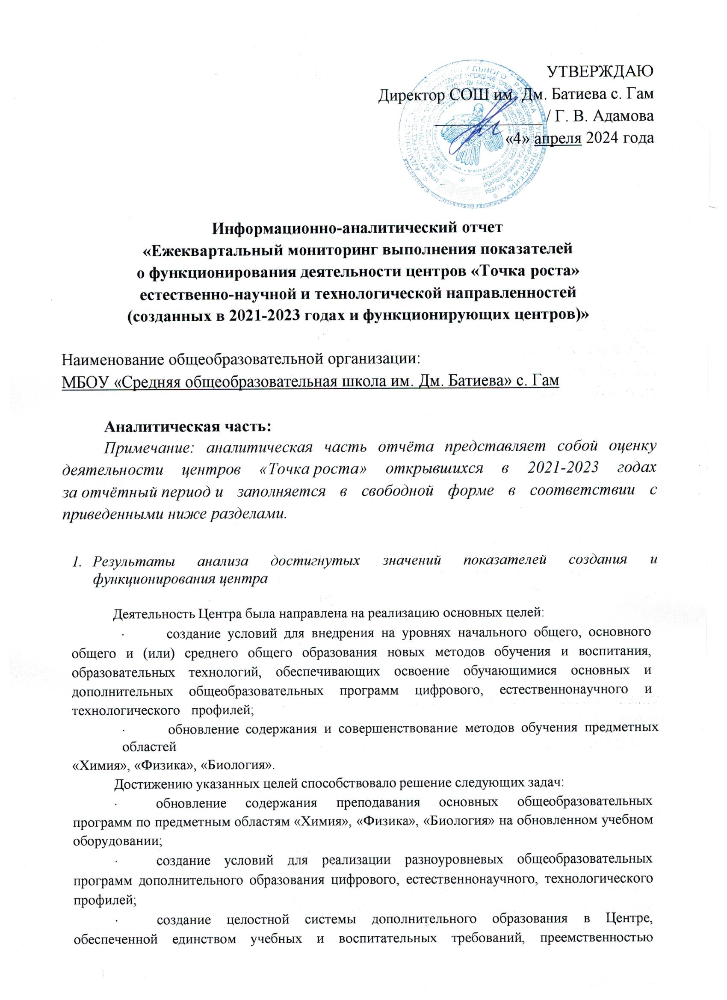 УТВЕРЖДАЮ
Директор СОШ им. Дм. Батиева с. Гам
/ Г. В. Адамова
«4» апреля 2024 года
Информационно-аналитический отчет
«Ежеквартальный мониторинг выполнения показателей
о функционирования деятельности центров «Точка роста»
естественно-научной и технологической направленностей
(созданных в 2021-2023 годах и функционирующих центров)»
Наименование общеобразовательной организации:
МБОУ «Средняя общеобразовательная школа им. Дм. Батиева» с. Гам
Аналитическая часть:
Примечание: аналитическая часть отчёта представляет собой оценку
деятельности центров «Точка роста» открывшихся в 2021-2023 годах
за отчётный период и заполняется в свободной форме в соответствии с
приведенными ниже разделами.
1. Результаты анализа достигнутых значений показателей создания и
функционирования центра
Деятельность Центра была направлена на реализацию основных целей:
· создание условий для внедрения на уровнях начального общего, основного
общего и (или) среднего общего образования новых методов обучения и воспитания,
образовательных технологий, обеспечивающих освоение обучающимися основных и
дополнительных общеобразовательных программ цифрового, естественнонаучного и
технологического профилей;
· обновление содержания и совершенствование методов обучения предметных
областей
«Химия», «Физика», «Биология».
Достижению указанных целей способствовало решение следующих задач:
· обновление содержания преподавания основных общеобразовательных
программ по предметным областям «Химия», «Физика», «Биология» на обновленном учебном
оборудовании;
· создание условий для реализации разноуровневых общеобразовательных
программ дополнительного образования цифрового, естественнонаучного, технологического
профилей;
· создание целостной системы дополнительного образования в Центре,
обеспеченной единством учебных и воспитательных требований, преемственностью